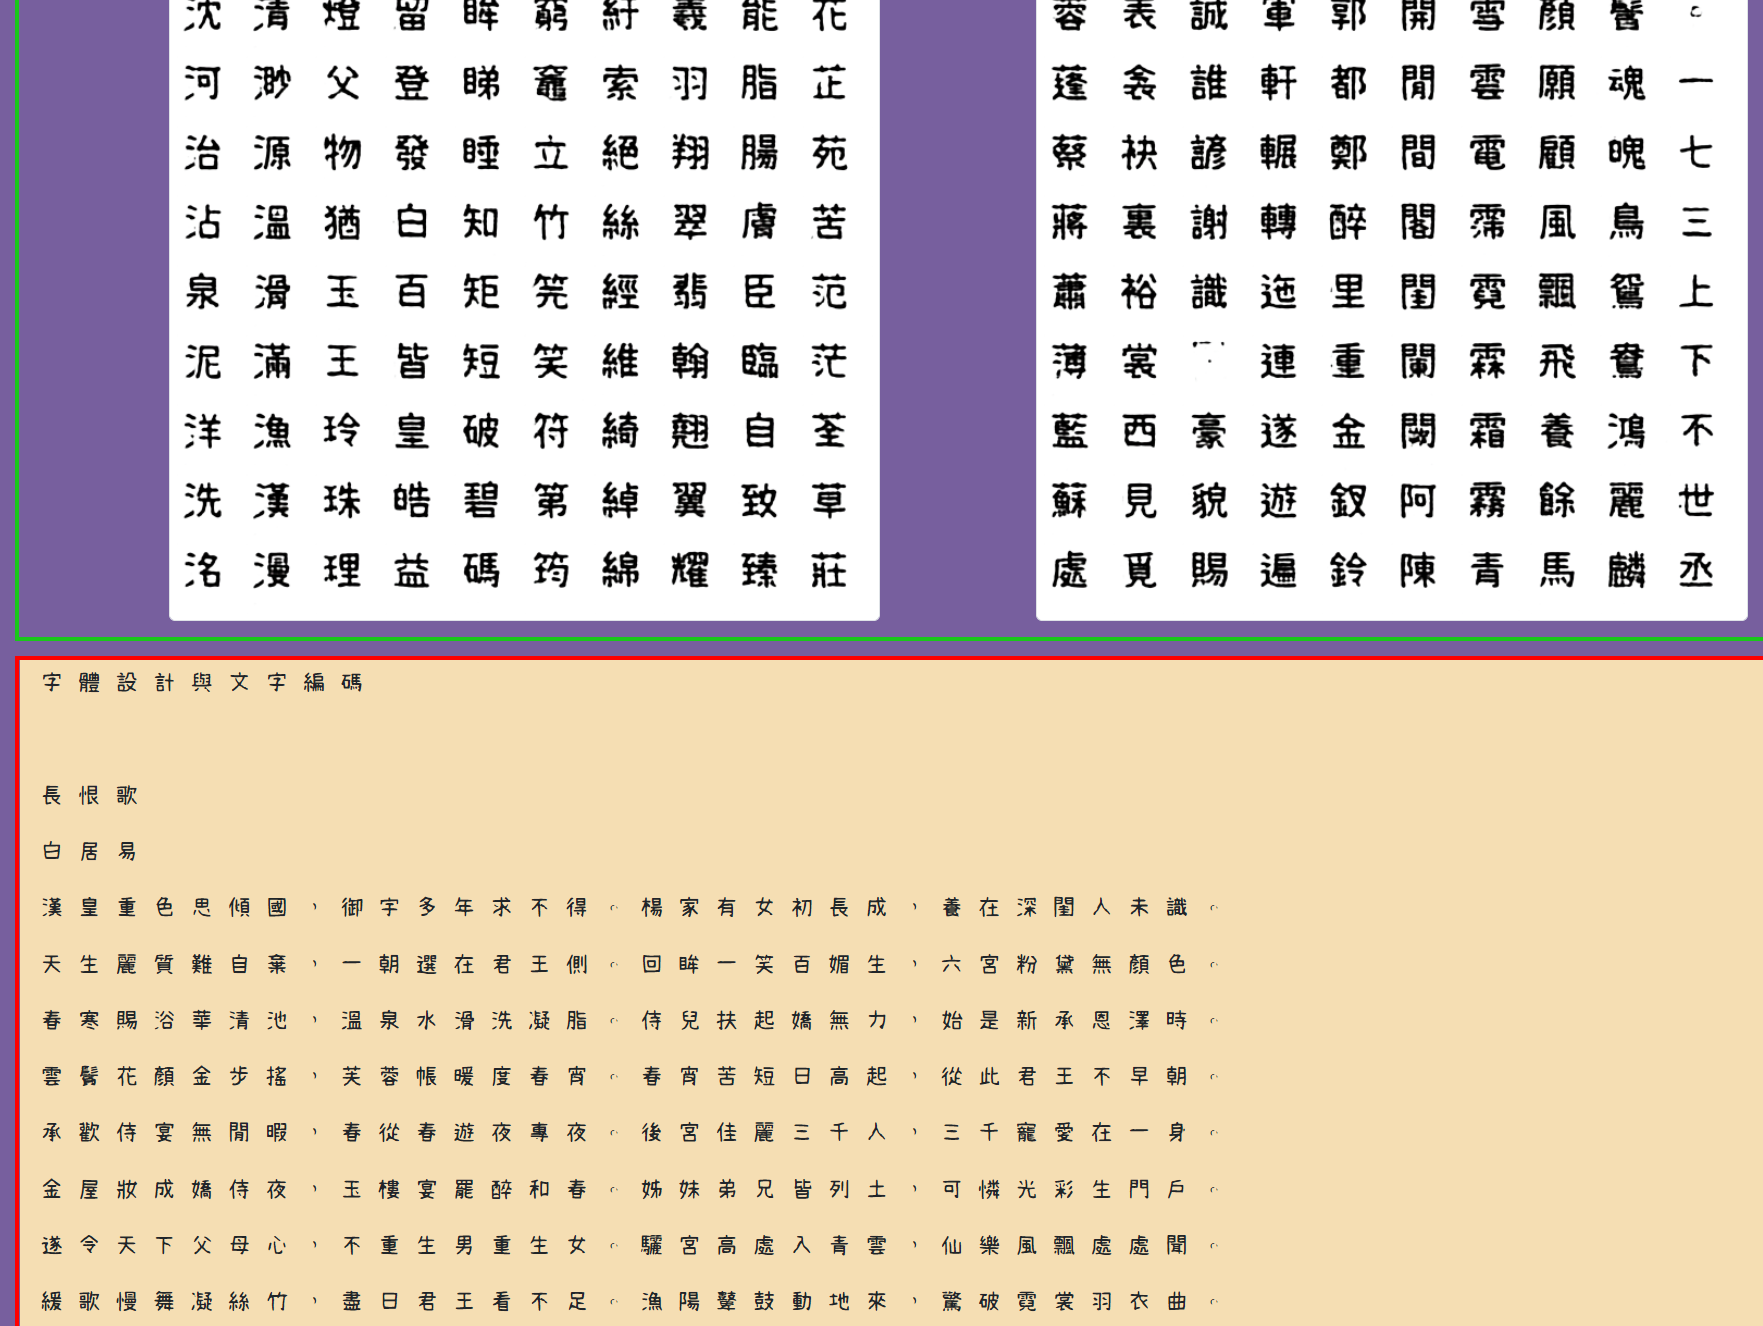 沈 清 燈 留 眸 窮 紆 羲 能 花
河 渺 父 登 睇 竈 索 羽 脂 芷
治 源 物 發 睡 立 絕 翔 腸 苑
沾 溫 猶 白 知 竹 絲 翠 膚 苦
泉 滑 玉 百 矩 經 翡 臣 范
泥 滿 王 皆 短 笑 維 翰 臨 茫
洋 漁 玲 皇 破 符 綺 翹 自 荃
洗 漢 珠 皓 碧 第 綽 翼 致 草
洛 漫 理 益 碼 筠 綿 耀 臻 莊
蓉 表 誠 軍 郭 開 雪 顏 鬢 。
蓬 衾 誰 軒 都 閒 雲 願 魂 一
蔡 袂 諺 輾 鄭 間 電 顧 魄 七
蔣 裏 謝 轉 醉 閣 霈 風 鳥 三
蕭 裕 識 迤 里 閨 霓 飄 鴛 上
薄 裳 連 重 闌 霖 飛 鴦 下
藍 西 豪 遂 金 闕 霜 養 鴻 不
蘇 見 貌 遊 釵 阿 霧 餘 麗 世
處 覓 賜 遍 鈴 陳 青 馬 麟 丞
字體設計與文字編碼
長恨歌
白居易
漢皇重色思傾國,御宇多年求不得。楊家有女初長成,養在深閨人未識。
天生麗質難自棄,一朝選在君王側。回眸一笑百媚生,六宮粉黛無顏色。
春寒賜浴華清池,溫泉水滑洗凝脂。侍兒扶起嬌無力,始是新承恩澤時。
雲鬢花顏金步搖,芙蓉帳暖度春宵。春宵苦短日高起,從此君王不早朝。
承歡侍宴無閒暇,春從春遊夜專夜。後宮佳麗三千人,三千寵愛在一身。
金屋妝成嬌侍夜,玉樓宴罷醉和春。姊妹弟兄皆列土,可憐光彩生門戶。
遂令天下父母心,不重生男重生女。驪宮高處入青雲,仙樂風飄處處聞。
緩歌慢舞凝絲竹,盡日君王看不足。漁陽鼙鼓動地來,驚破霓裳羽衣曲。